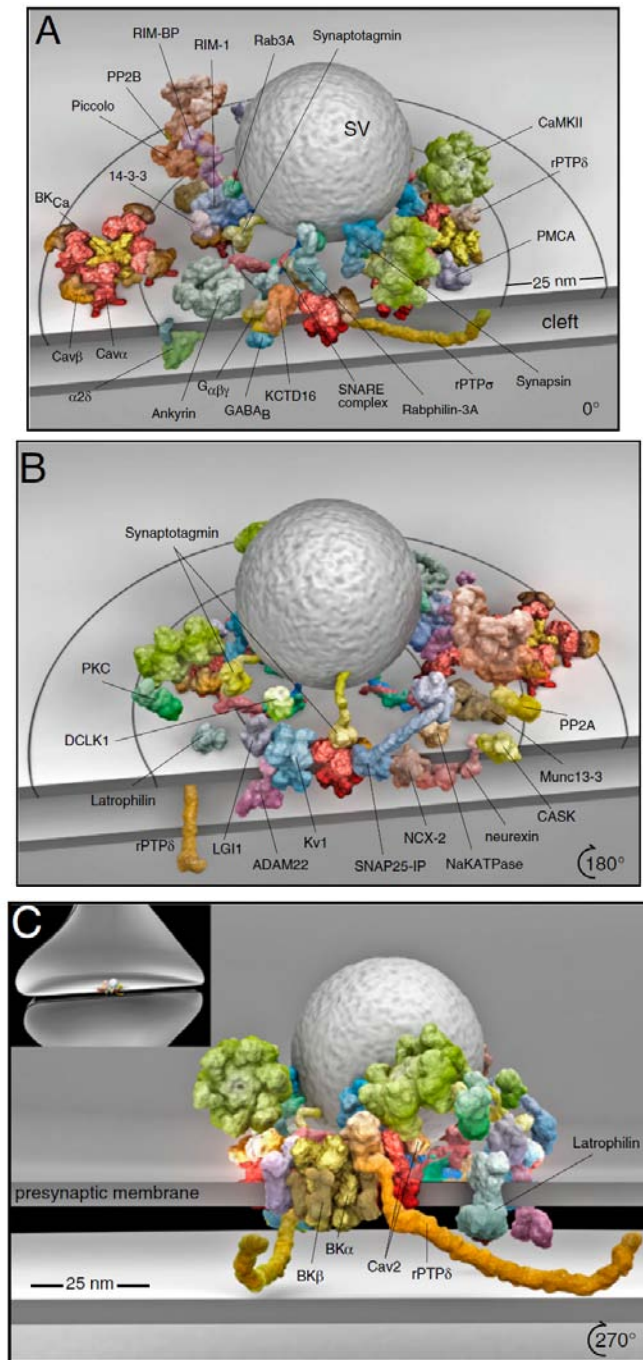 A
RIM-BP
RIM-1
Rab3A
Synaptotagmin
PP2B
Piccolo
SV
CaMKII
14-3-3
rPTPδ
BKCa
PMCA
25 nm
cleft
Cavβ
Cavα
α2δ
Ankyrin
Gαβγ
GABAB
KCTD16
SNARE
complex
Rabphilin-3A
rPTPσ
Synapsin
0°
B
Synaptotagmin
PKC
DCLK1
PP2A
Munc13-3
Latrophilin
CASK
rPTPδ
LGI1
ADAM22
Kv1
SNAP25-IP
NCX-2
NaKATPase
neurexin
180°
C
Latrophilin
presynaptic membrane
BKβ
BKα
Cav2
rPTPδ
25 nm
270°